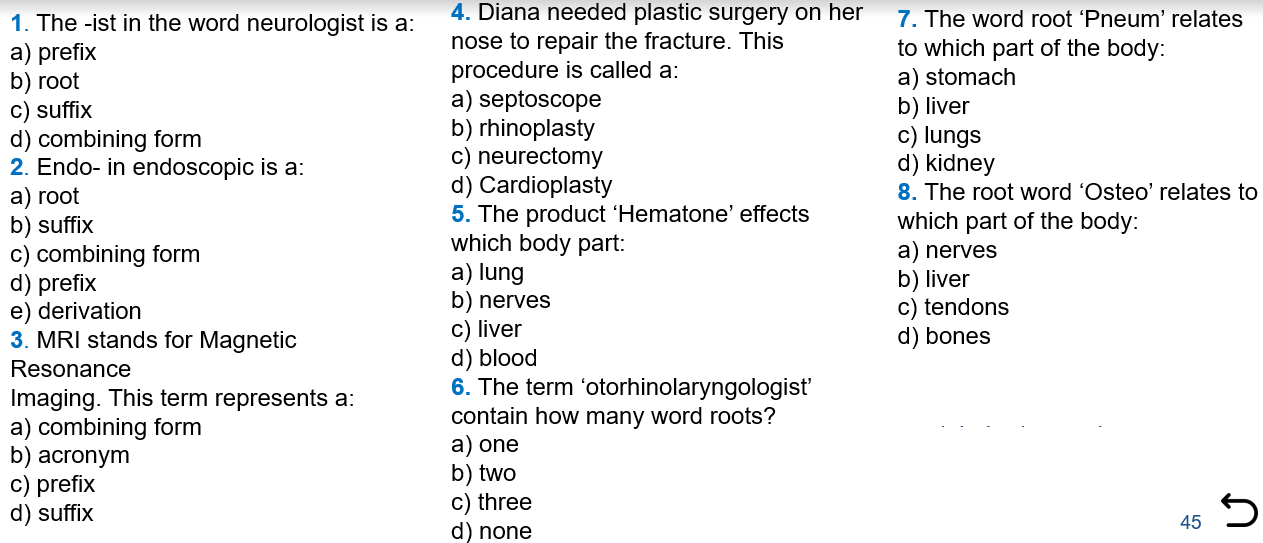 1. The -ist in the word neurologist is a:
a) prefix
b) root
c) suffix
d) combining form
2. Endo- in endoscopic is a:
a) root
b) suffix
c) combining form
d) prefix
e) derivation
3. MRI stands for Magnetic
Resonance
Imaging. This term represents a:
a) combining form
b) acronym
c) prefix
d) suffix
4. Diana needed plastic surgery on her
nose to repair the fracture. This
procedure is called a:
a) septoscope
b) rhinoplasty
c) neurectomy
d) Cardioplasty
5. The product ‘Hematone’ effects
which body part:
a) lung
b) nerves
c) liver
d) blood
6. The term ‘otorhinolaryngologist’
contain how many word roots?
a) one
b) two
c) three
d) none
7. The word root ‘Pneum’ relates
to which part of the body:
a) stomach
b) liver
c) lungs
d) kidney
8. The root word ‘Osteo’ relates to
which part of the body:
a) nerves
b) liver
c) tendons
d) bones
45